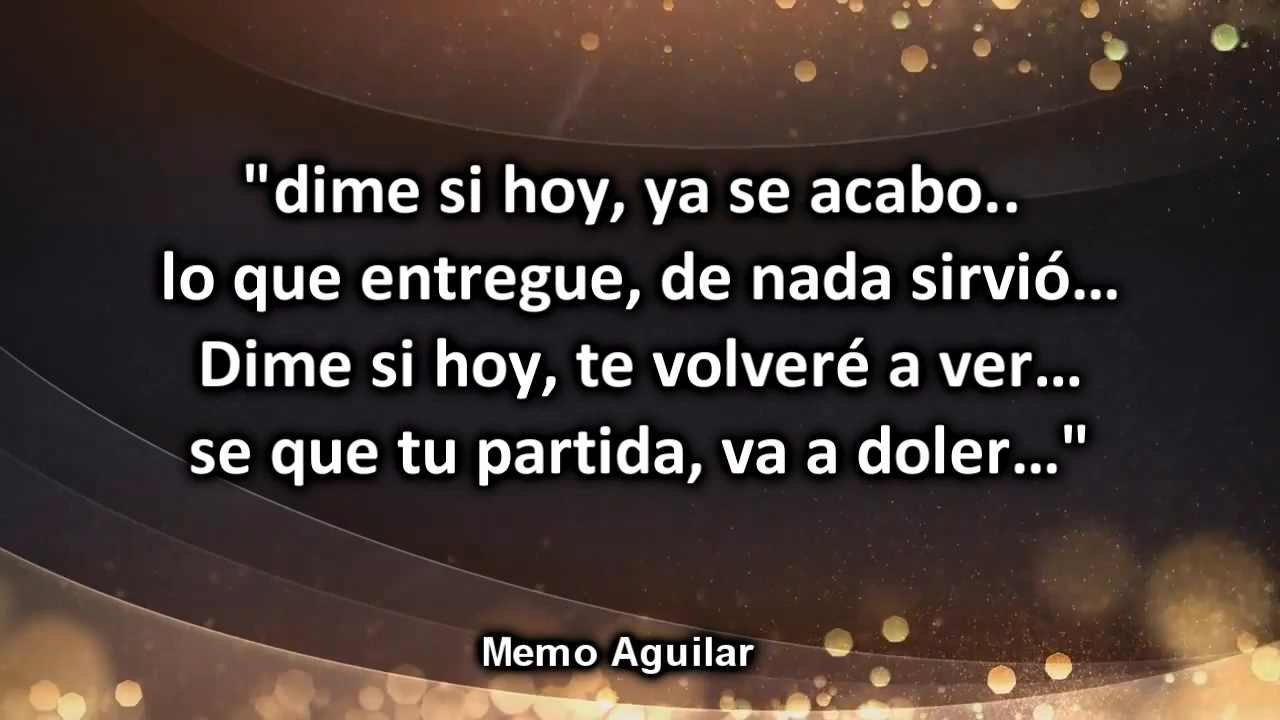 "dime si hoy, ya se acabo..
lo que entregue, de nada sirvió...
Dime si hoy, te volveré a ver...
se que tu partida, va a doler..."
Memo Aguilar